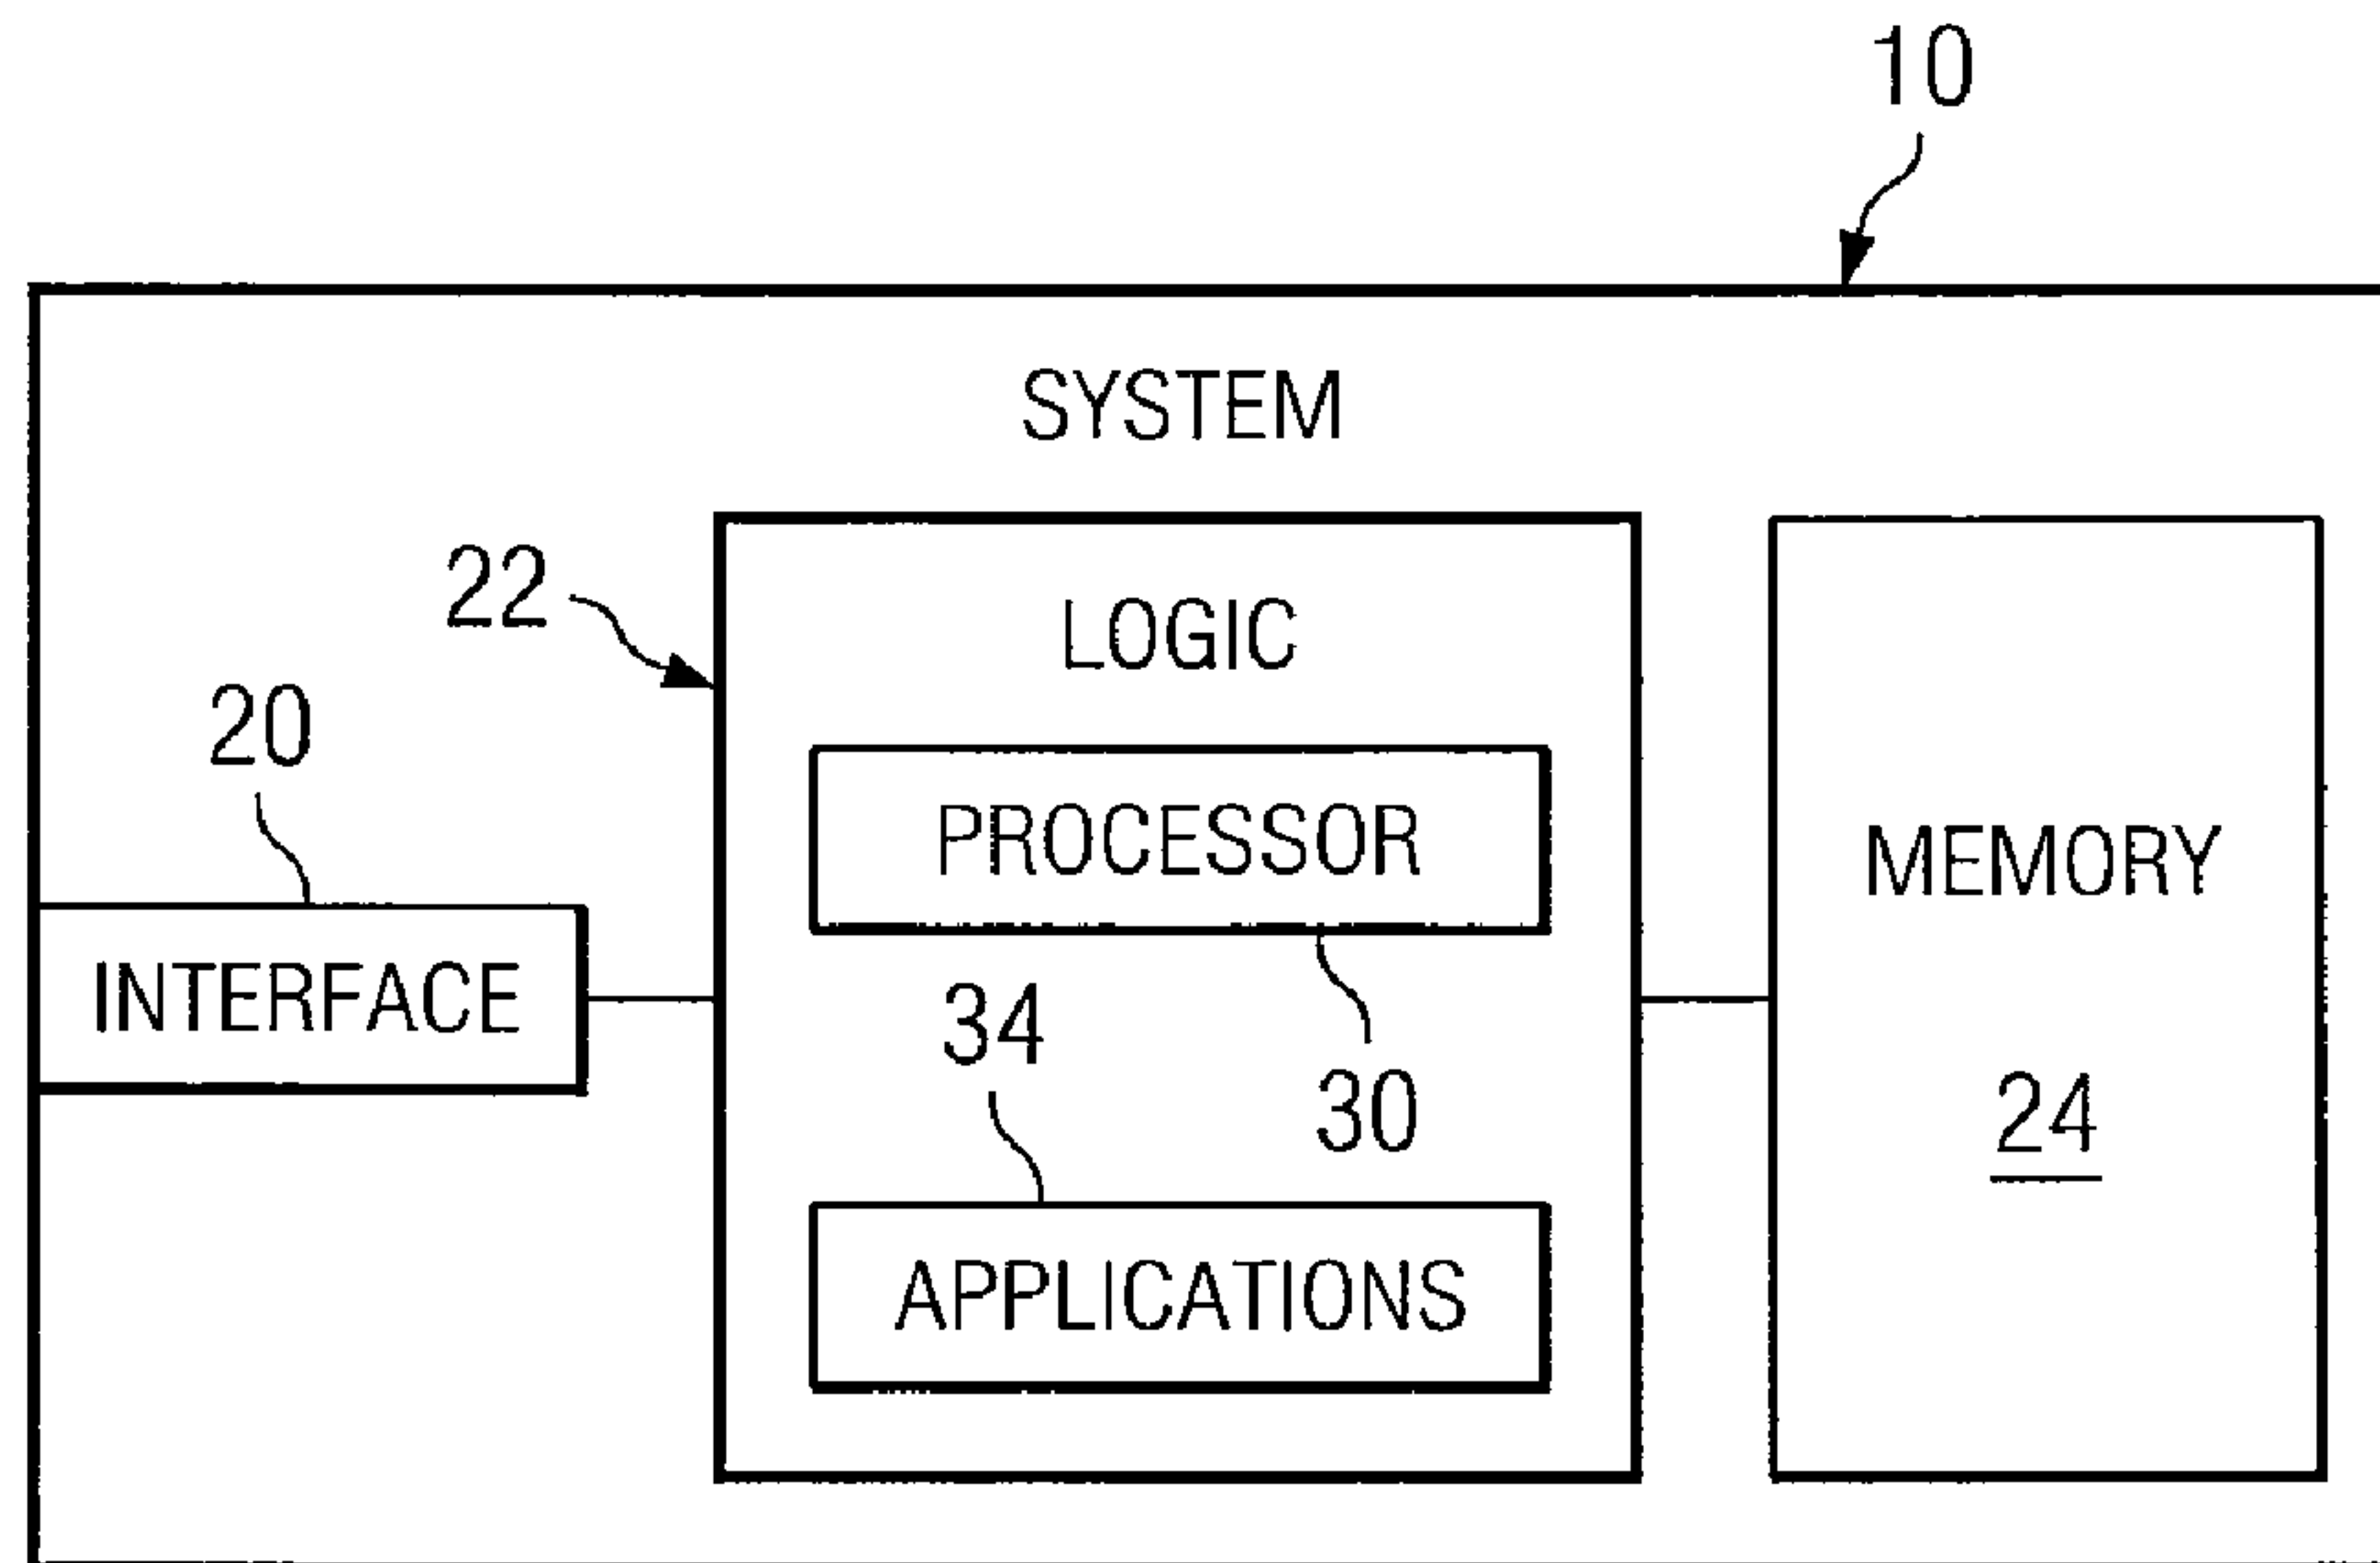 10
SYSTEM
22
LOGIC
20
PROCESSOR
MEMORY
INTERFACE
34
30
24
APPLICATIONS